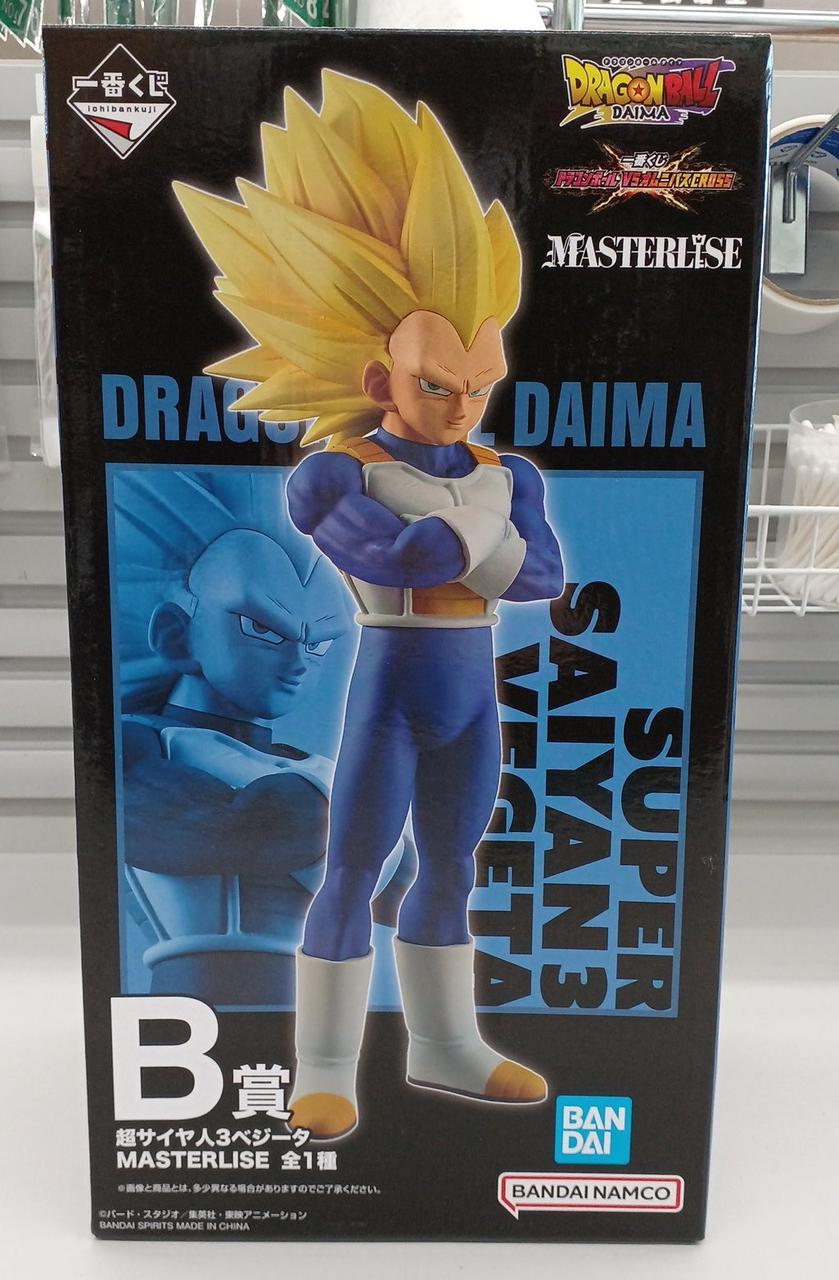 一番くじ
ichibankuji
DRAGON BALL
DAIMA
一番くじ
ドラゴンボール VSオムニバスCROSS
MASTERLISE
DRAG L DAIMA
SUPER
SAIYAN 3
VEGETA
B賞
超サイヤ人3ベジータ
MASTERLISE 全1種
※画像と商品とは、多少異なる場合がありますのでご了承ください。
©バード・スタジオ／集英社・東映アニメーション
BANDAI SPIRITS MADE IN CHINA
BAN
DAI
BANDAI NAMCO